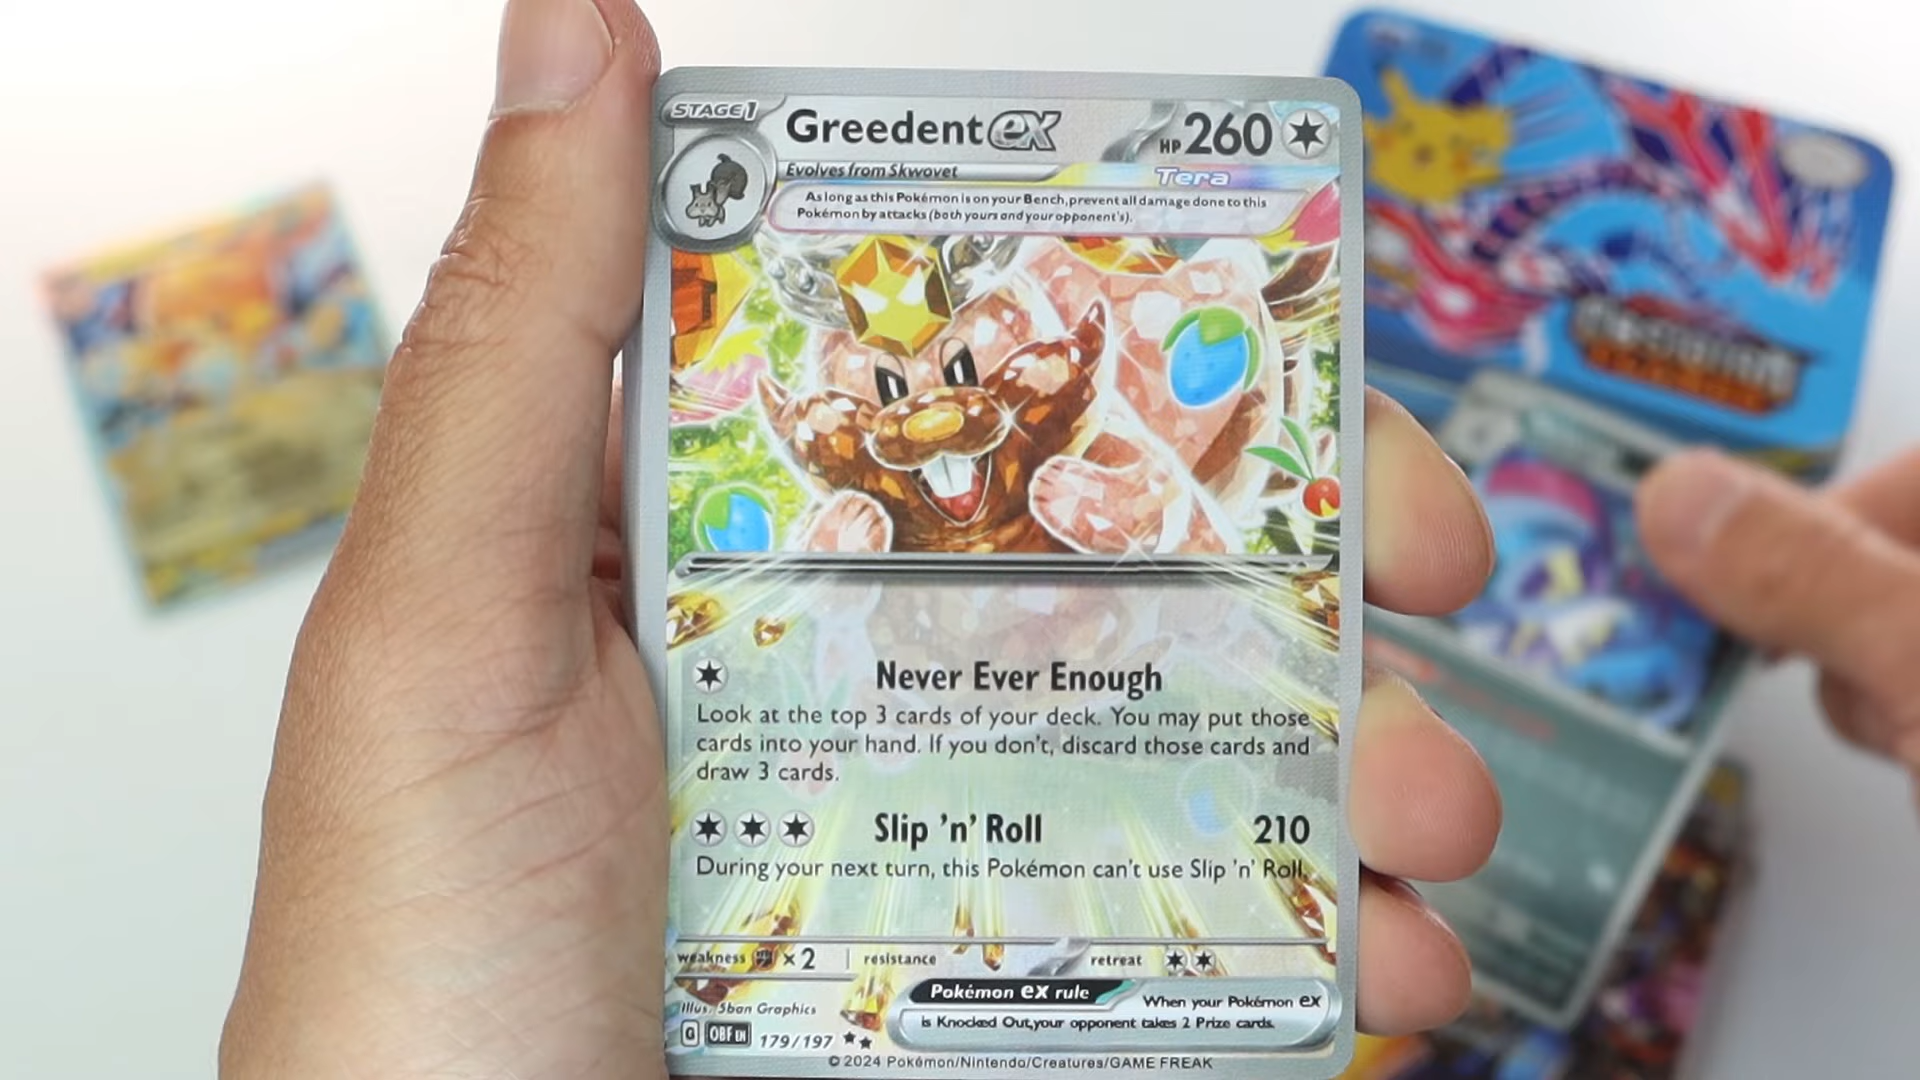 STAGE1
Greedent ex
HP 260
Evolves from Skwovet
Tera
As long as this Pokémon is on your Bench, prevent all damage done to this
Pokémon by attacks (both yours and your opponent's).
Never Ever Enough
Look at the top 3 cards of your deck. You may put those
cards into your hand. If you don't, discard those cards and
draw 3 cards.
Slip 'n' Roll 210
During your next turn, this Pokémon can't use Slip 'n' Roll.
weakness ×2 resistance retreat
Pokémon ex rule
When your Pokémon ex
is Knocked Out, your opponent takes 2 Prize cards.
Illus. 5ban Graphics
G OBF EN 179/197
© 2024 Pokémon/Nintendo/Creatures/GAME FREAK